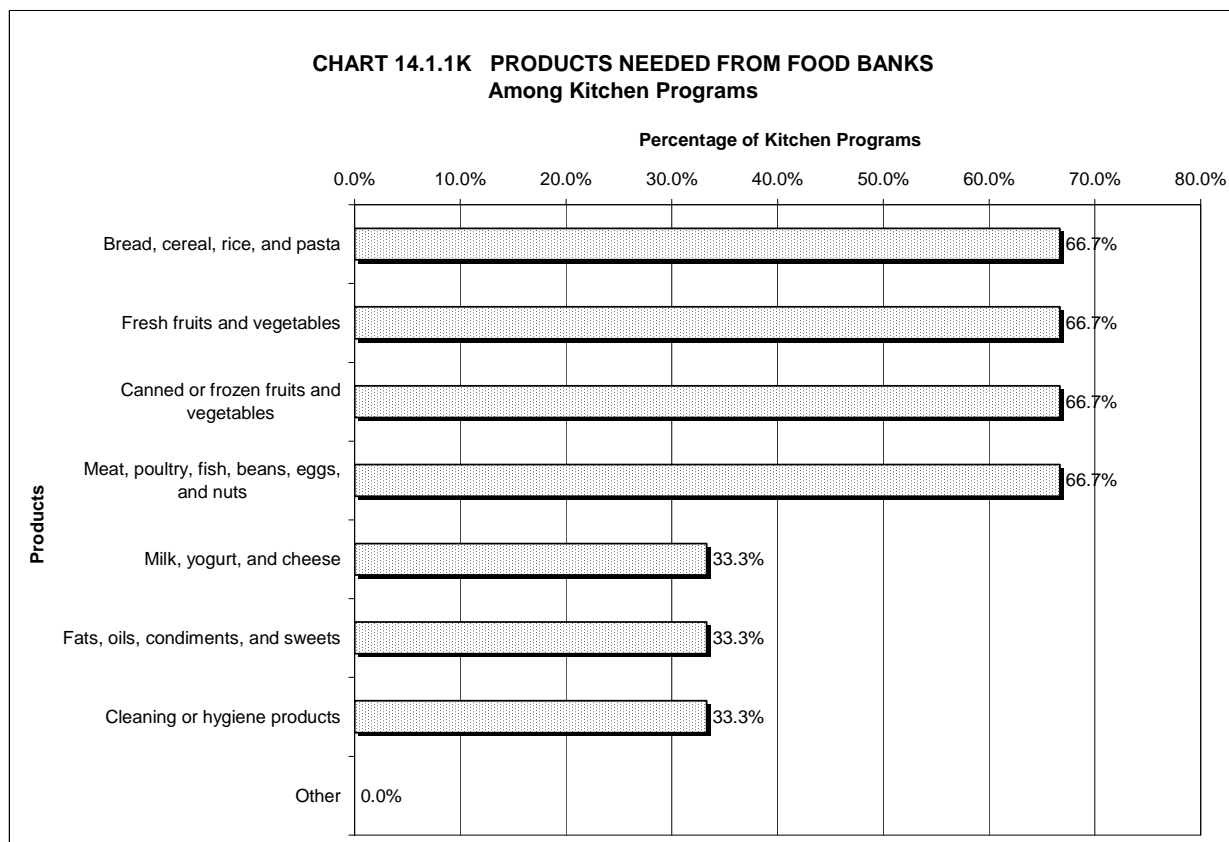 CHART 14.1.1K   PRODUCTS NEEDED FROM FOOD BANKS
Among Kitchen Programs
Percentage of Kitchen Programs
0.0% 10.0% 20.0% 30.0% 40.0% 50.0% 60.0% 70.0% 80.0%
Products
Bread, cereal, rice, and pasta 66.7%
Fresh fruits and vegetables 66.7%
Canned or frozen fruits and
vegetables 66.7%
Meat, poultry, fish, beans, eggs,
and nuts 66.7%
Milk, yogurt, and cheese 33.3%
Fats, oils, condiments, and sweets 33.3%
Cleaning or hygiene products 33.3%
Other 0.0%